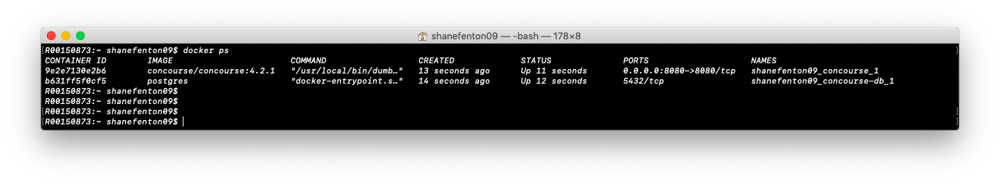 shanefenton09 — -bash — 178×8
[R00150873:~ shanefenton09$ docker ps ]
CONTAINER ID IMAGE COMMAND CREATED STATUS PORTS NAMES
9e2e7130e2b6 concourse/concourse:4.2.1 "/usr/local/bin/dumb…" 13 seconds ago Up 11 seconds 0.0.0.0:8080->8080/tcp shanefenton09_concourse_1
b631ff5f0cf5 postgres "docker-entrypoint.s…" 14 seconds ago Up 12 seconds 5432/tcp shanefenton09_concourse-db_1
R00150873:~ shanefenton09$
R00150873:~ shanefenton09$
[R00150873:~ shanefenton09$ ]
[R00150873:~ shanefenton09$ ]